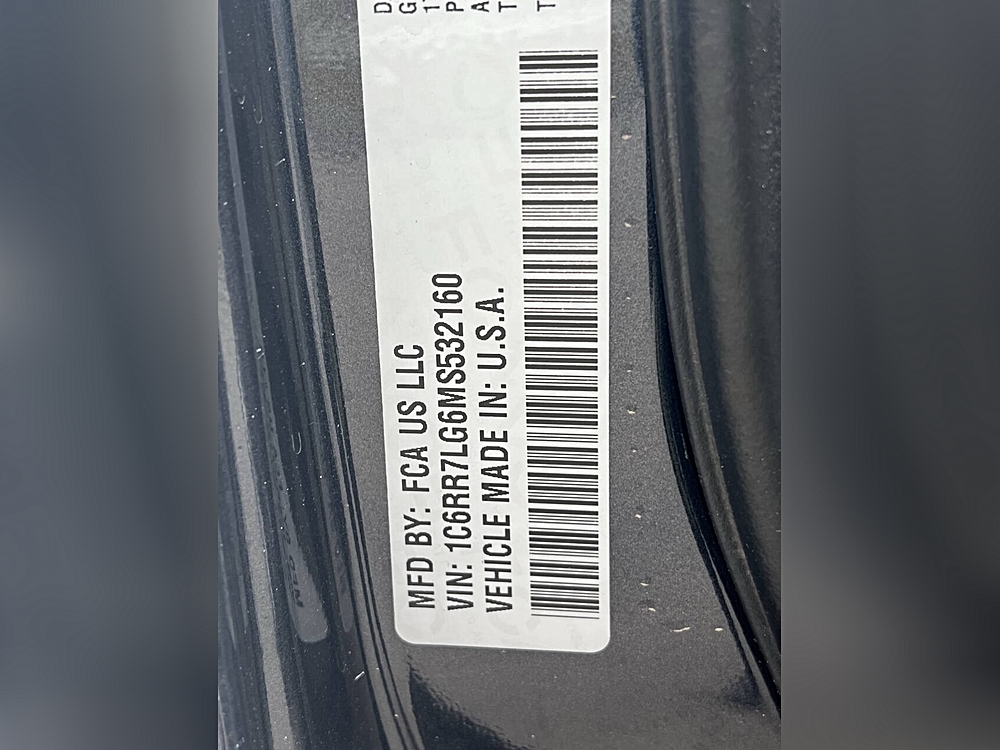 MFD BY: FCA US LLC
VIN: 1C6RR7LG6MS532160
VEHICLE MADE IN: U.S.A.